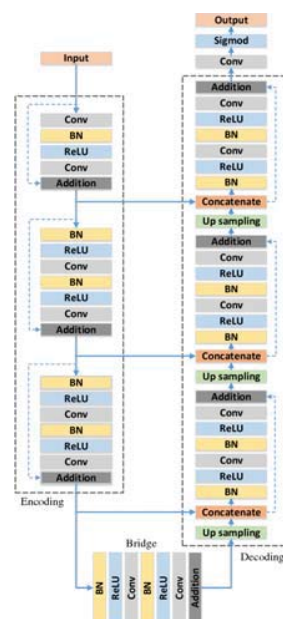 Input
Conv
BN
ReLU
Conv
Addition
BN
ReLU
Conv
BN
ReLU
Conv
Addition
BN
ReLU
Conv
BN
ReLU
Conv
Addition
Encoding
Bridge
BN
ReLU
Conv
BN
ReLU
Conv
Addition
Output
Sigmod
Conv
Addition
Conv
ReLU
BN
Conv
Conv
BN
Concatenate
Up sampling
Addition
Conv
ReLU
BN
Conv
ReLU
BN
Concatenate
Up sampling
Addition
Conv
ReLU
BN
Conv
ReLU
BN
Concatenate
Up sampling
Decoding